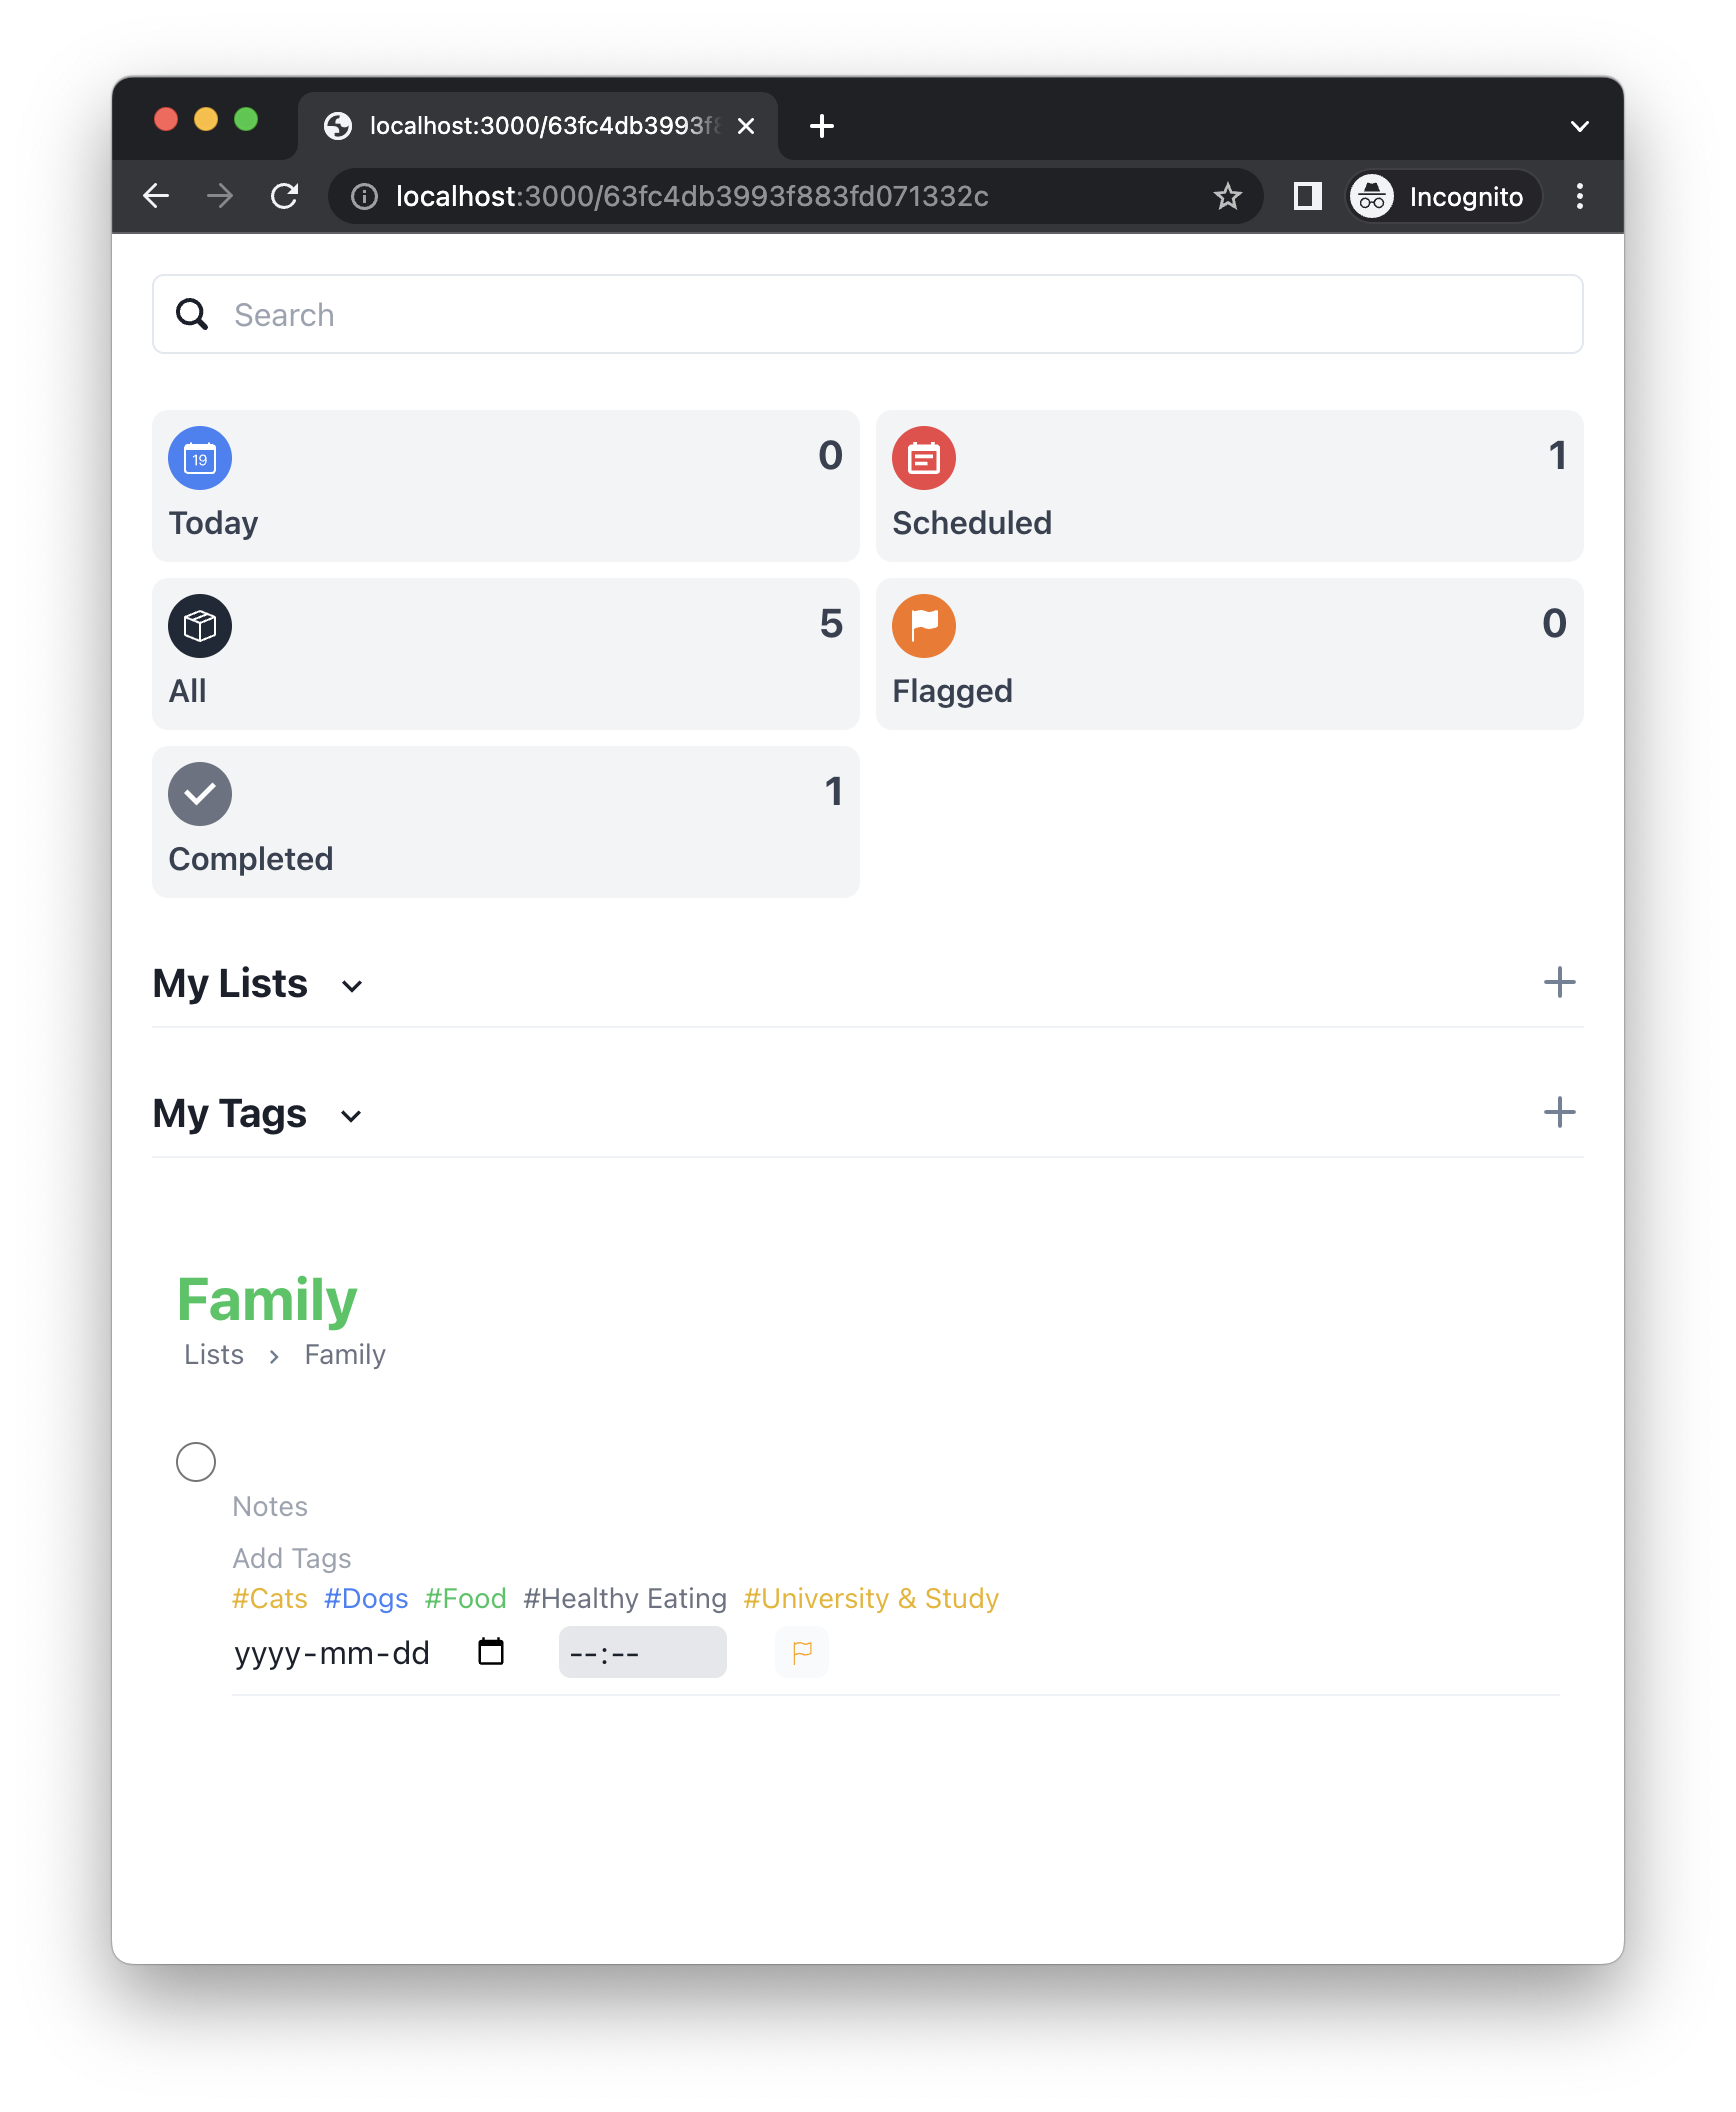 localhost:3000/63fc4db3993f8
localhost:3000/63fc4db3993f883fd071332c
Incognito
Search
19
0
Today
1
Scheduled
5
All
0
Flagged
1
Completed
My Lists
My Tags
Family
Lists › Family
Notes
Add Tags
#Cats #Dogs #Food #Healthy Eating #University & Study
yyyy-mm-dd --:--